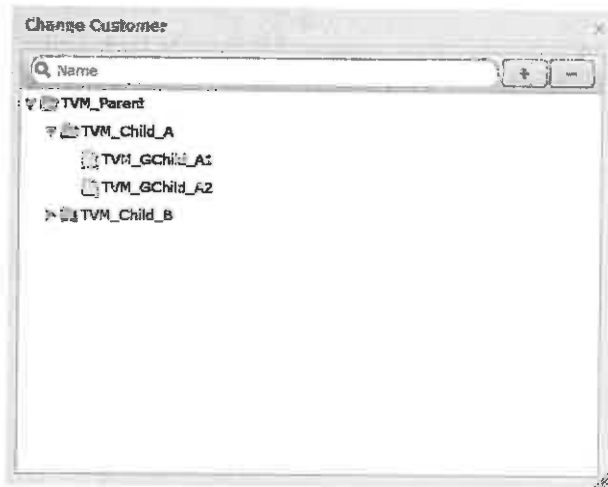 Change Customer
Name
+ −
TVM_Parent
TVM_Child_A
TVM_GChild_A1
TVM_GChild_A2
TVM_Child_B